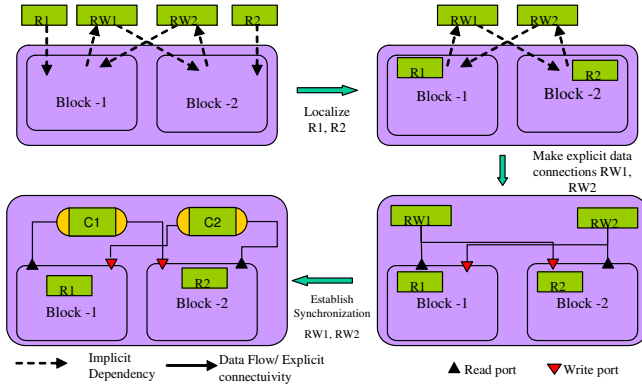 R1 RW1 RW2 R2
RW1 RW2
Block -1
Block -2
Localize
R1, R2
R1
R2
Block -1
Block -2
Make explicit data
connections RW1,
RW2
C1
C2
R1
R2
Block -1
Block -2
Establish
Synchronization
RW1, RW2
RW1
RW2
R1
R2
Block -1
Block -2
Implicit
Dependency
Data Flow/ Explicit
connectuivity
Read port
Write port